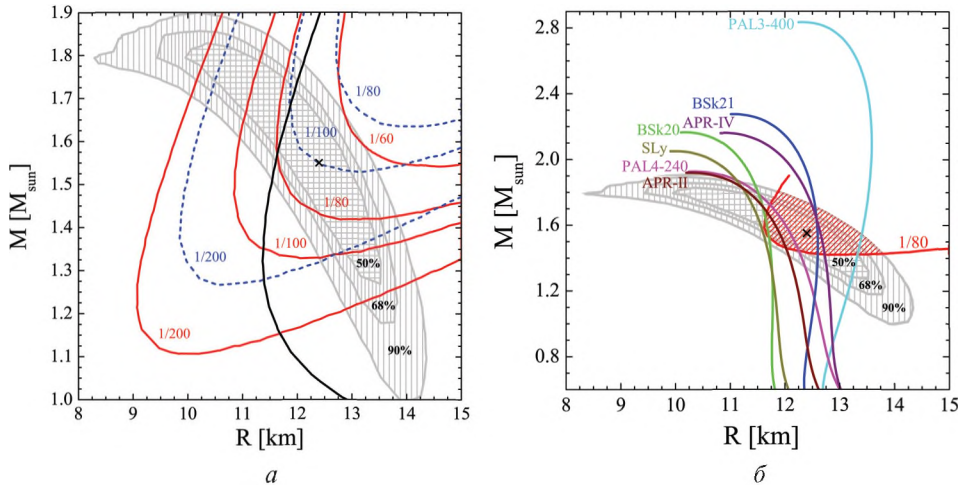 1.9
1.8
1.7
1.6
1.5
1.4
1.3
1.2
1.1
1.0
M [M_sun]
1/80
1/100
1/60
1/80
1/100
1/200
1/200
50%
68%
90%
8 9 10 11 12 13 14 15
R [km]
а
2.8
2.4
2.0
1.6
1.2
0.8
M [M_sun]
PAL3-400
BSk21
APR-IV
BSk20
SLy
PAL4-240
APR-II
1/80
50%
68%
90%
8 9 10 11 12 13 14 15
R [km]
б